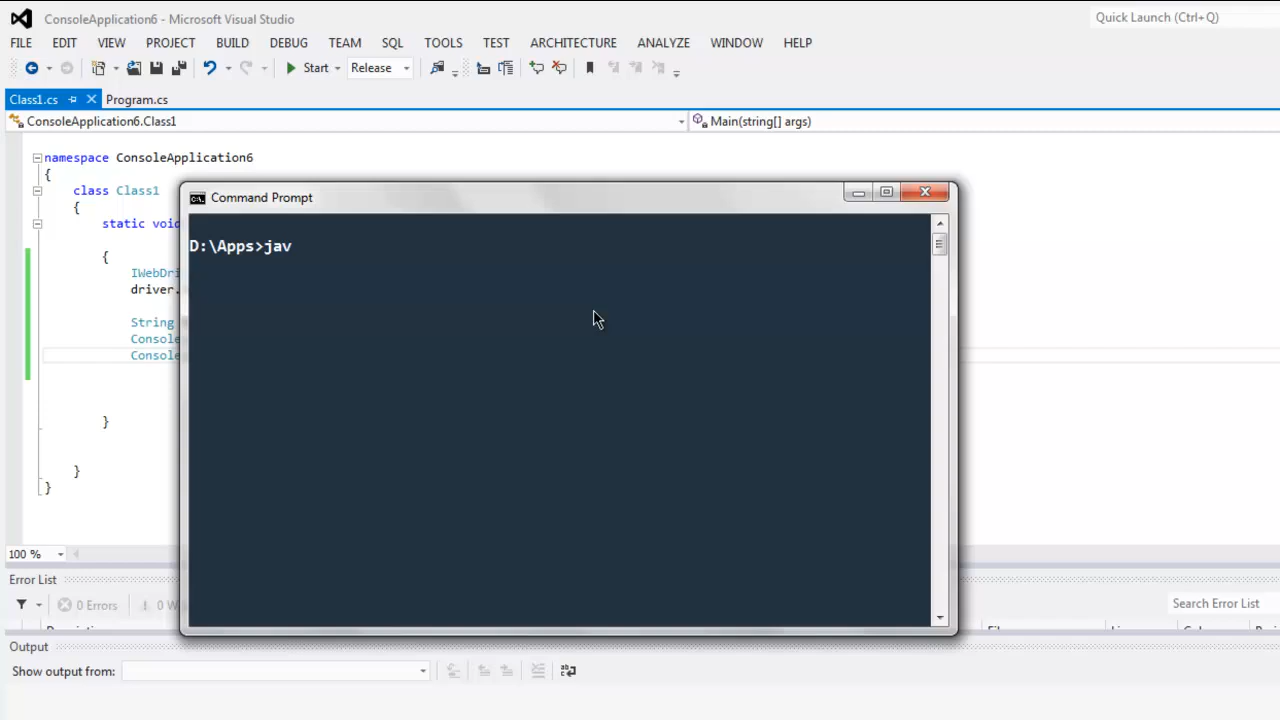 ConsoleApplication6 - Microsoft Visual Studio
Quick Launch (Ctrl+Q)
FILE EDIT VIEW PROJECT BUILD DEBUG TEAM SQL TOOLS TEST ARCHITECTURE ANALYZE WINDOW HELP
Start Release
Class1.cs Program.cs
ConsoleApplication6.Class1 Main(string[] args)
namespace ConsoleApplication6
{
class Class1
{
static void
{
IWebDri
driver.
String
Console
Console
}
}
}
Command Prompt
D:\Apps>jav
100 %
Error List
0 Errors 0 W
Search Error List
Output
Show output from: